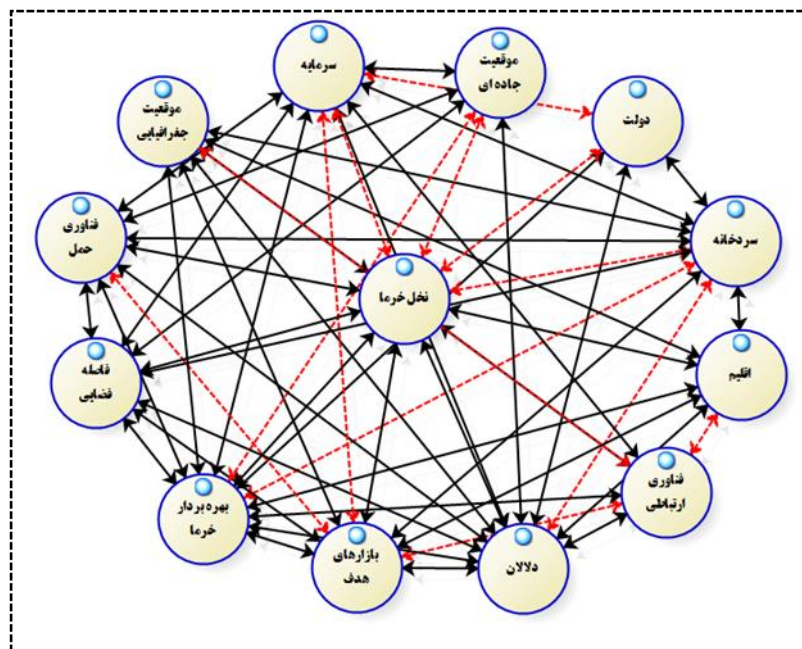 سرمایه
موقعیت
جاده ای
دولت
موقعیت
جغرافیایی
فناوری
حمل
سردخانه
نخل خرما
فاصله
فضایی
اقلیم
فناوری
ارتباطی
بهره بردار
خرما
بازارهای
هدف
دلالان